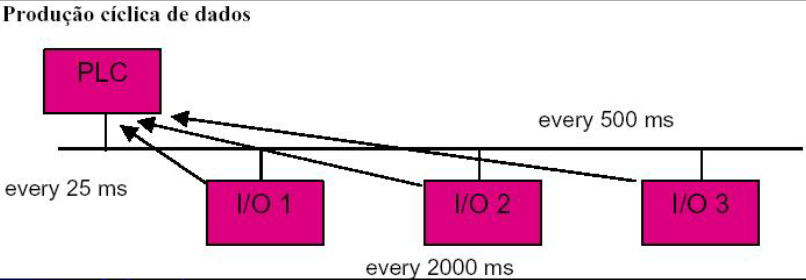 Produção cíclica de dados
PLC
every 500 ms
every 25 ms
I/O 1
I/O 2
I/O 3
every 2000 ms